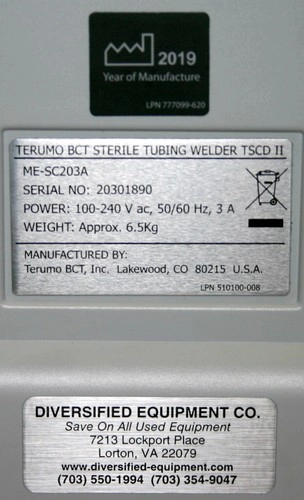 2019
Year of Manufacture
LPN 777099-620
TERUMO BCT STERILE TUBING WELDER TSCD II
ME-SC203A
SERIAL NO: 20301890
POWER: 100-240 V ac, 50/60 Hz, 3 A
WEIGHT: Approx. 6.5Kg
MANUFACTURED BY:
Terumo BCT, Inc. Lakewood, CO 80215 U.S.A.
LPN 510100-008
DIVERSIFIED EQUIPMENT CO.
Save On All Used Equipment
7213 Lockport Place
Lorton, VA 22079
www.diversified-equipment.com
(703) 550-1994 (703) 354-9047